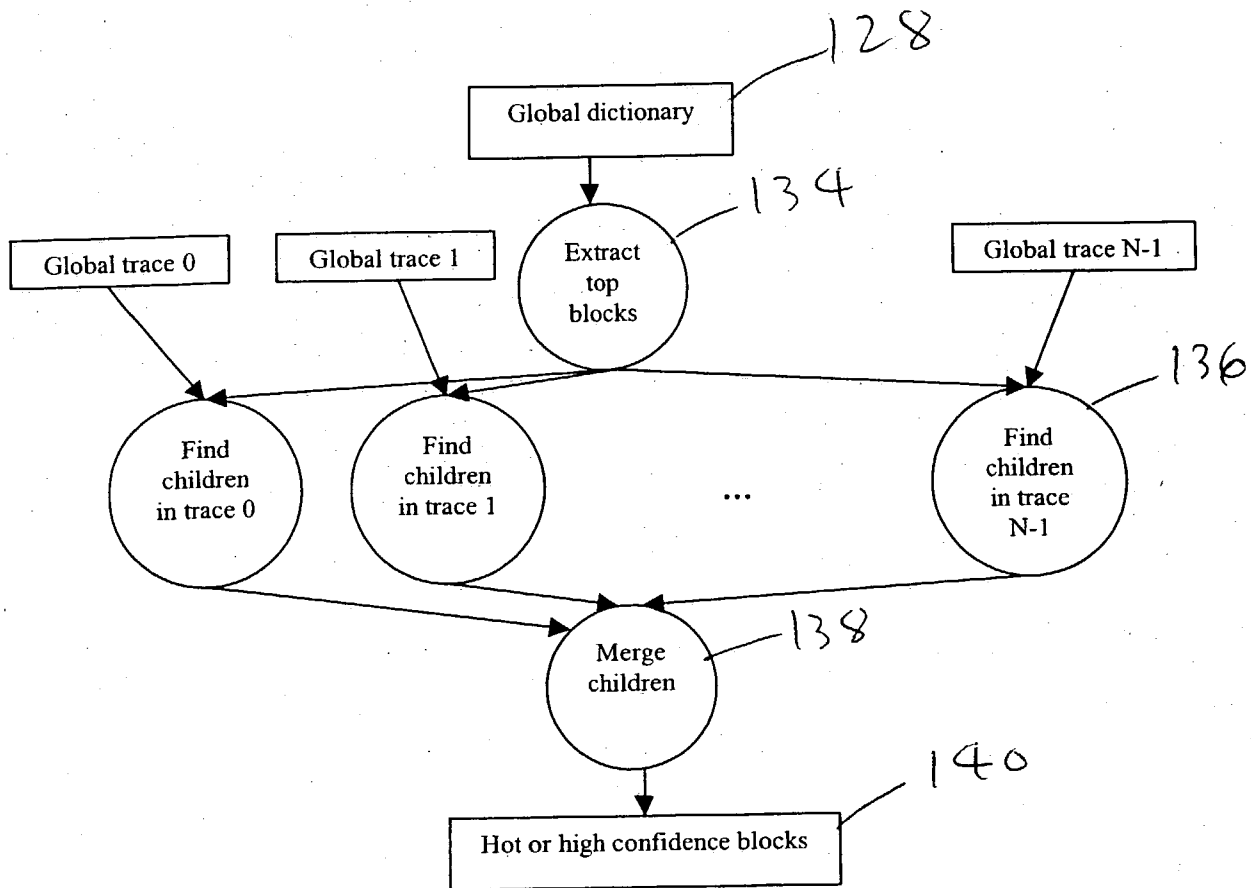 128
Global dictionary
134
Global trace 0
Global trace 1
Extract
top
blocks
Global trace N-1
136
Find
children
in trace 0
Find
children
in trace 1
...
Find
children
in trace
N-1
138
Merge
children
140
Hot or high confidence blocks